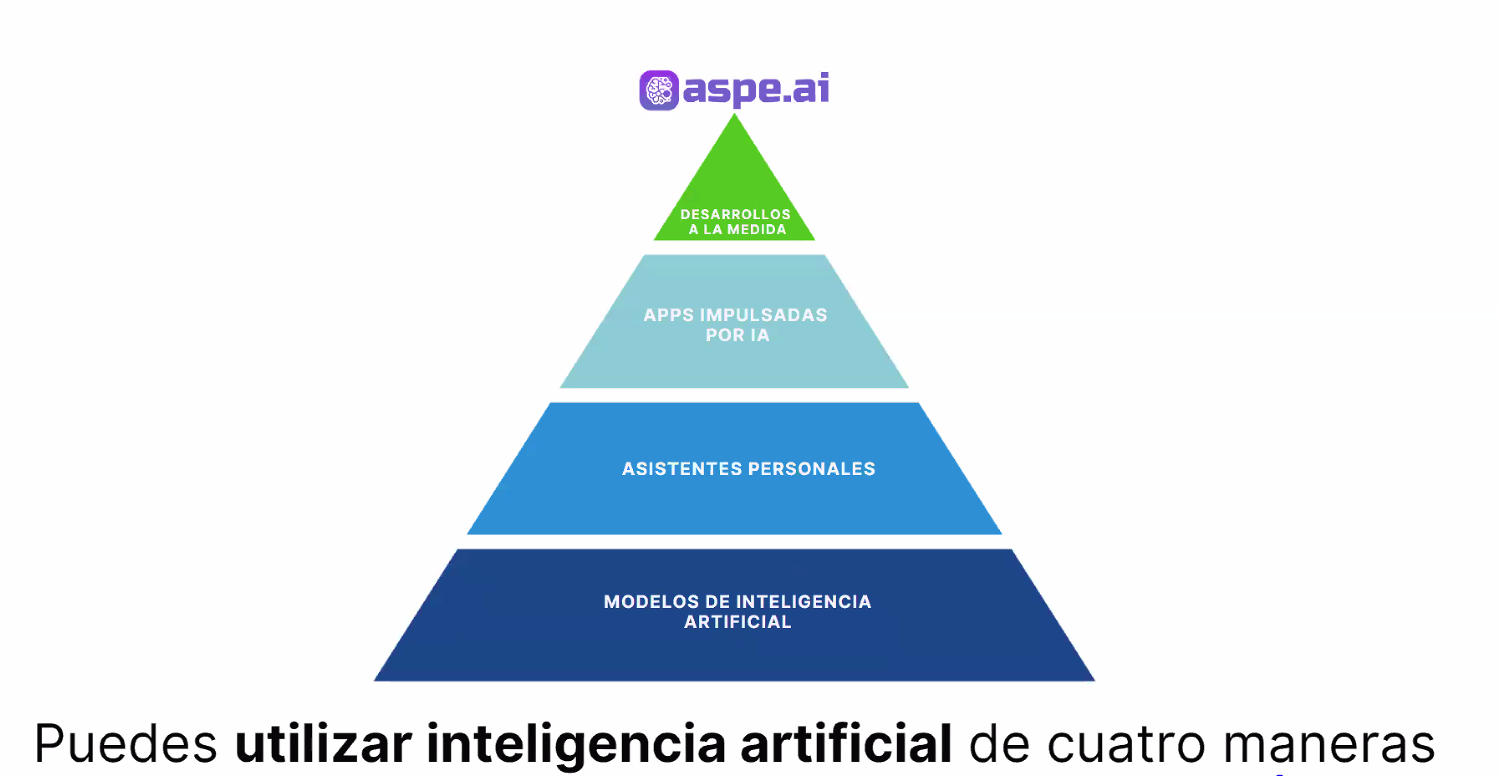 aspe.ai
DESARROLLOS
A LA MEDIDA
APPS IMPULSADAS
POR IA
ASISTENTES PERSONALES
MODELOS DE INTELIGENCIA
ARTIFICIAL
Puedes utilizar inteligencia artificial de cuatro maneras